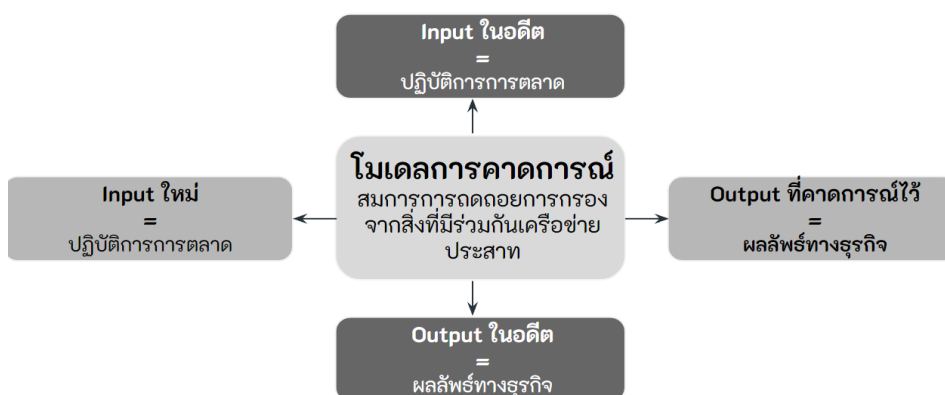 Input ในอดีต
=
ปฏิบัติการการตลาด
โมเดลการคาดการณ์
สมการการถดถอยการกรอง
จากสิ่งที่มีร่วมกันเครือข่าย
ประสาท
Input ใหม่
=
ปฏิบัติการการตลาด
Output ที่คาดการณ์ไว้
=
ผลลัพธ์ทางธุรกิจ
Output ในอดีต
=
ผลลัพธ์ทางธุรกิจ